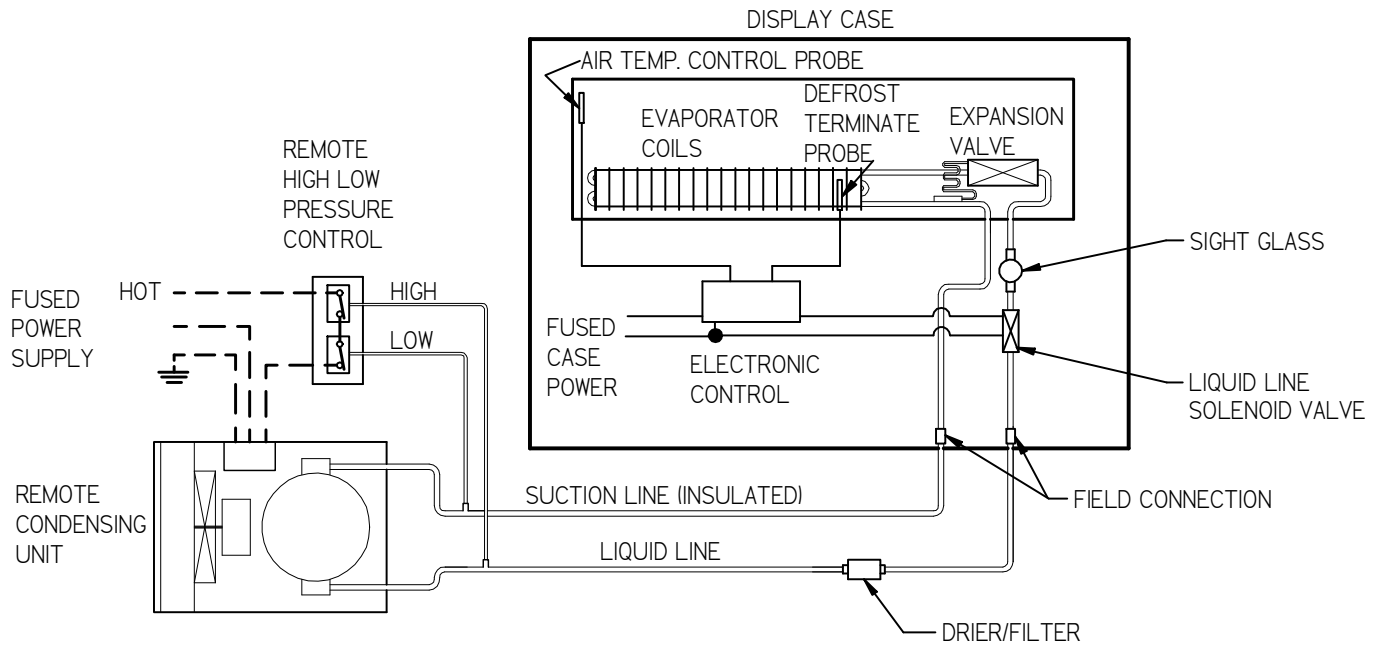 DISPLAY CASE
AIR TEMP. CONTROL PROBE
DEFROST
TERMINATE
PROBE
EVAPORATOR
COILS
EXPANSION
VALVE
REMOTE
HIGH LOW
PRESSURE
CONTROL
SIGHT GLASS
HOT
HIGH
LOW
FUSED
POWER
SUPPLY
FUSED
CASE
POWER
ELECTRONIC
CONTROL
LIQUID LINE
SOLENOID VALVE
REMOTE
CONDENSING
UNIT
SUCTION LINE (INSULATED)
FIELD CONNECTION
LIQUID LINE
DRIER/FILTER